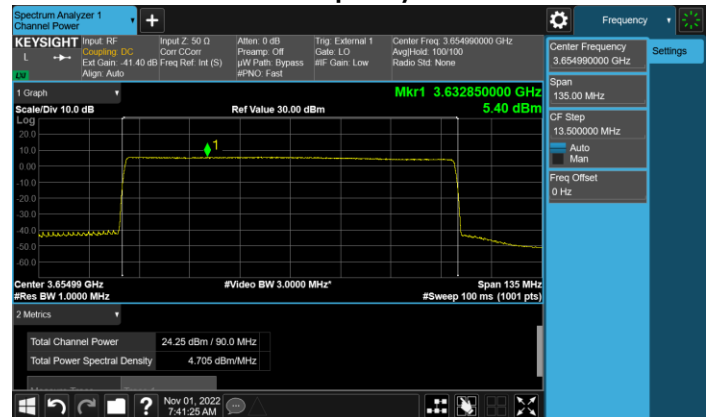 Spectrum Analyzer 1
Channel Power
+
Frequency
KEYSIGHT
L
LXI
Input: RF
Coupling: DC
Ext Gain: -41.40 dB
Align: Auto
Input Z: 50 Ω
Corr CCorr
Freq Ref: Int (S)
Atten: 0 dB
Preamp: Off
µW Path: Bypass
#PNO: Fast
Trig: External 1
Gate: LO
#IF Gain: Low
Center Freq: 3.654990000 GHz
Avg|Hold: 100/100
Radio Std: None
Center Frequency
3.654990000 GHz
Settings
Span
135.00 MHz
CF Step
13.500000 MHz
Auto
Man
Freq Offset
0 Hz
1 Graph
Mkr1 3.632850000 GHz
5.40 dBm
Scale/Div 10.0 dB
Ref Value 30.00 dBm
Log
20.0
10.0
0.00
-10.0
-20.0
-30.0
-40.0
-50.0
-60.0
1
Center 3.65499 GHz
#Video BW 3.0000 MHz*
Span 135 MHz
#Res BW 1.0000 MHz
#Sweep 100 ms (1001 pts)
2 Metrics
Total Channel Power 24.25 dBm / 90.0 MHz
Total Power Spectral Density 4.705 dBm/MHz
?
Nov 01, 2022
7:41:25 AM